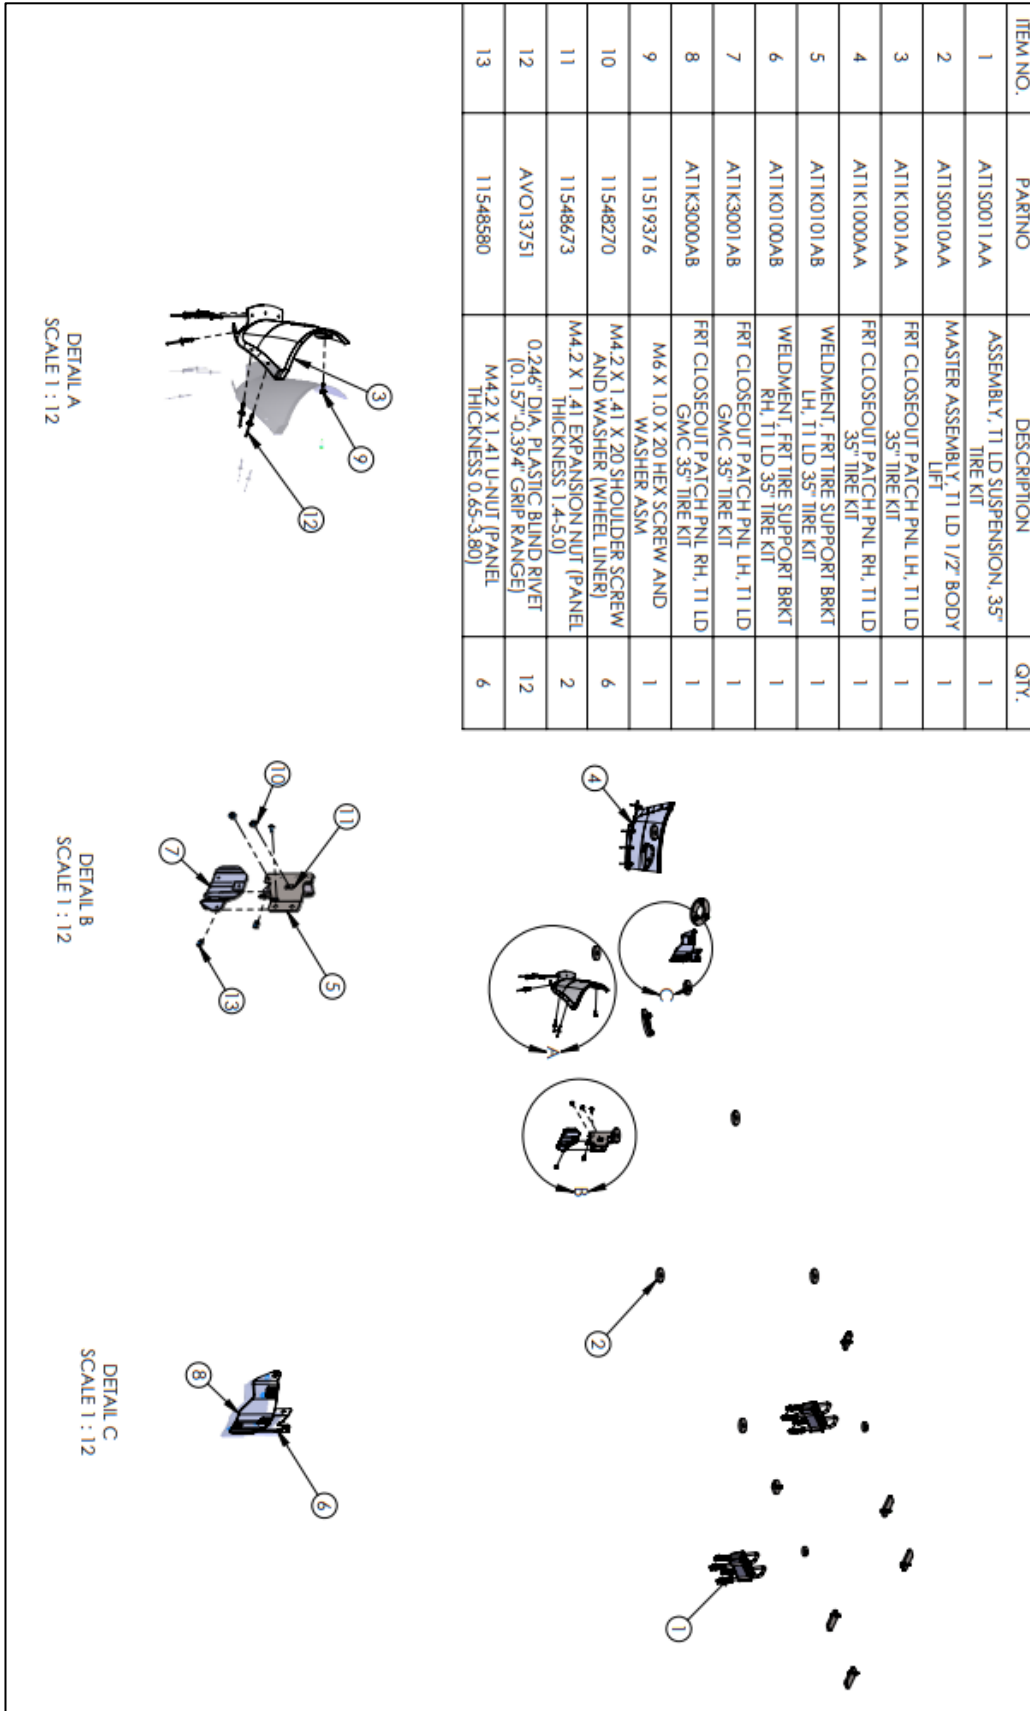 ITEM NO. PARTNO DESCRIPTION QTY.
1 AT1S0011AA ASSEMBLY, T1 LD SUSPENSION, 35" 1
TIRE KIT
2 AT1S0010AA MASTER ASSEMBLY, T1 LD 1/2" BODY 1
LIFT
3 AT1K1001AA FRT CLOSEOUT PATCH PNL LH, T1 LD 1
35" TIRE KIT
4 AT1K1000AA FRT CLOSEOUT PATCH PNL RH, T1 LD 1
35" TIRE KIT
5 AT1K0101AB WELDMENT, FRT TIRE SUPPORT BRKT 1
LH, T1 LD 35" TIRE KIT
6 AT1K0100AB WELDMENT, FRT TIRE SUPPORT BRKT 1
RH, T1 LD 35" TIRE KIT
7 AT1K3001AB FRT CLOSEOUT PATCH PNL LH, T1 LD 1
GMC 35" TIRE KIT
8 AT1K3000AB FRT CLOSEOUT PATCH PNL RH, T1 LD 1
GMC 35" TIRE KIT
9 11519376 M6 X 1.0 X 20 HEX SCREW AND 1
WASHER ASM
10 11548270 M4.2 X 1.41 X 20 SHOULDER SCREW 6
AND WASHER (WHEEL LINER)
11 11548673 M4.2 X 1.41 EXPANSION NUT (PANEL 2
THICKNESS 1.4-5.0)
12 AVO13751 0.246" DIA, PLASTIC BLIND RIVET 12
(0.157"-0.394" GRIP RANGE)
13 11548580 M4.2 X 1.41 U-NUT (PANEL 6
THICKNESS 0.65-3.80)
4
C
A
B
2
1
3
9
12
DETAIL A
SCALE 1 : 12
10
11
7
5
13
DETAIL B
SCALE 1 : 12
8
6
DETAIL C
SCALE 1 : 12